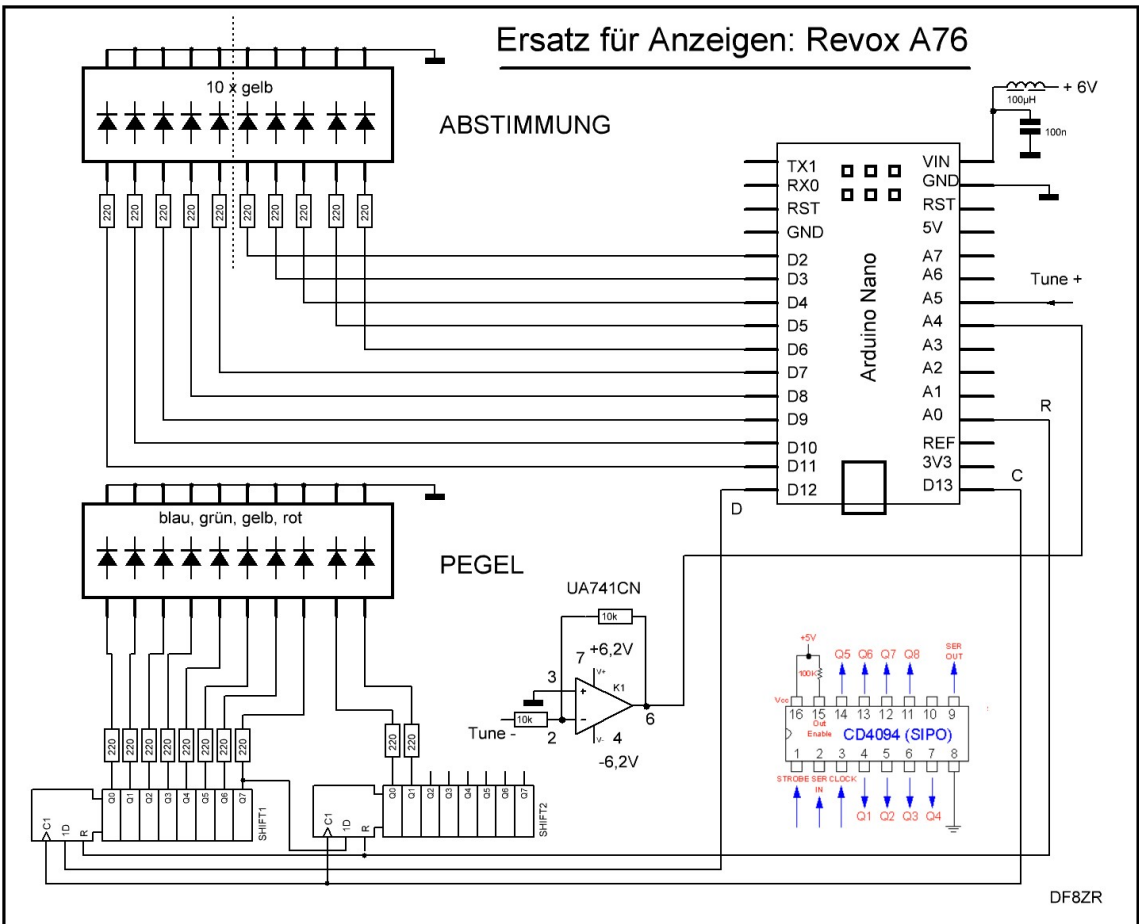 Ersatz für Anzeigen: Revox A76
10 x gelb
ABSTIMMUNG
220 220 220 220 220 220 220 220 220 220
100µH
+ 6V
100n
TX1
RX0
RST
GND
D2
D3
D4
D5
D6
D7
D8
D9
D10
D11
D12
Arduino Nano
VIN
GND
RST
5V
A7
A6
A5
A4
A3
A2
A1
A0
REF
3V3
D13
Tune +
R
C
D
blau, grün, gelb, rot
PEGEL
220 220 220 220 220 220 220 220
220 220
C1
1D
R
Q0 Q1 Q2 Q3 Q4 Q5 Q6 Q7
SHIFT1
C1
1D
R
Q0 Q1 Q2 Q3 Q4 Q5 Q6 Q7
SHIFT2
UA741CN
10k
7 +6,2V
V+
3
+
K1
6
10k
-
Tune -
2
V-
4
-6,2V
+5V
100K
Q5 Q6 Q7 Q8
SER
OUT
Vcc
16 15 14 13 12 11 10 9
Out
Enable
CD4094 (SIPO)
1 2 3 4 5 6 7 8
STROBE SER CLOCK
IN
Q1 Q2 Q3 Q4
DF8ZR